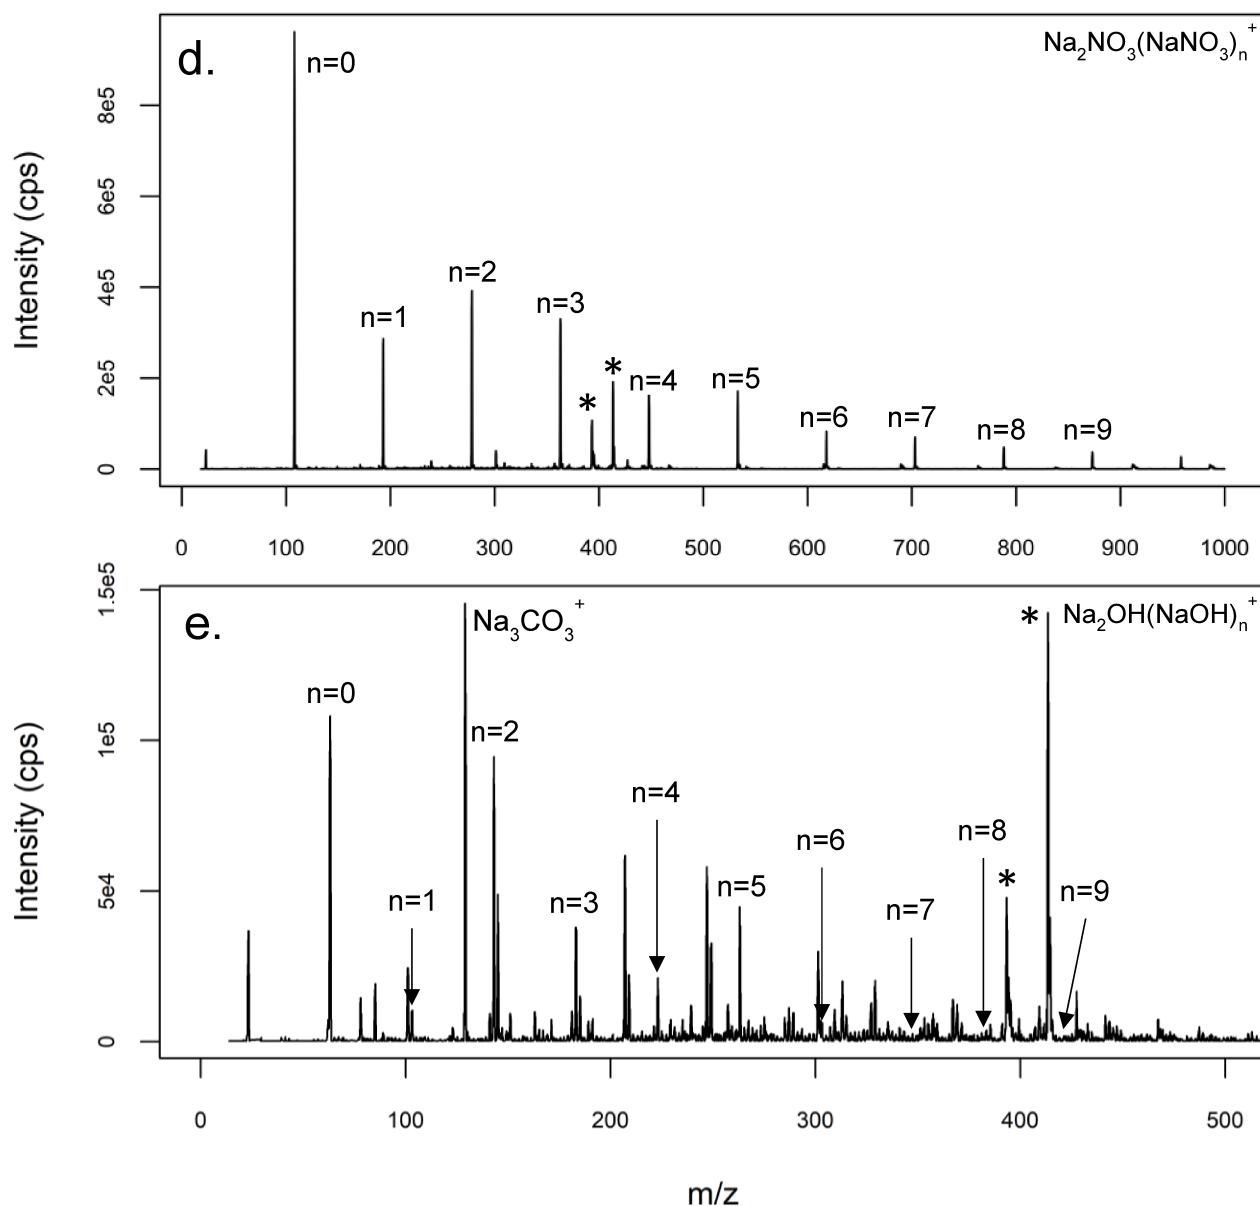 d.
Na2NO3(NaNO3)n+
n=0
n=1
n=2
n=3
*
*
n=4
n=5
n=6
n=7
n=8
n=9
Intensity (cps)
8e5
6e5
4e5
2e5
0
0 100 200 300 400 500 600 700 800 900 1000
e.
Na3CO3+
*
Na2OH(NaOH)n+
n=0
n=1
n=2
n=3
n=4
n=5
n=6
n=7
n=8
*
n=9
Intensity (cps)
1.5e5
1e5
5e4
0
0 100 200 300 400 500
m/z